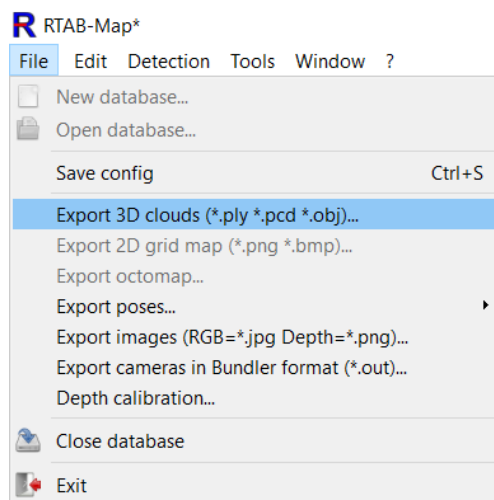 RTAB-Map*
File Edit Detection Tools Window ?
New database...
Open database...
Save config Ctrl+S
Export 3D clouds (*.ply *.pcd *.obj)...
Export 2D grid map (*.png *.bmp)...
Export octomap...
Export poses...
Export images (RGB=*.jpg Depth=*.png)...
Export cameras in Bundler format (*.out)...
Depth calibration...
Close database
Exit